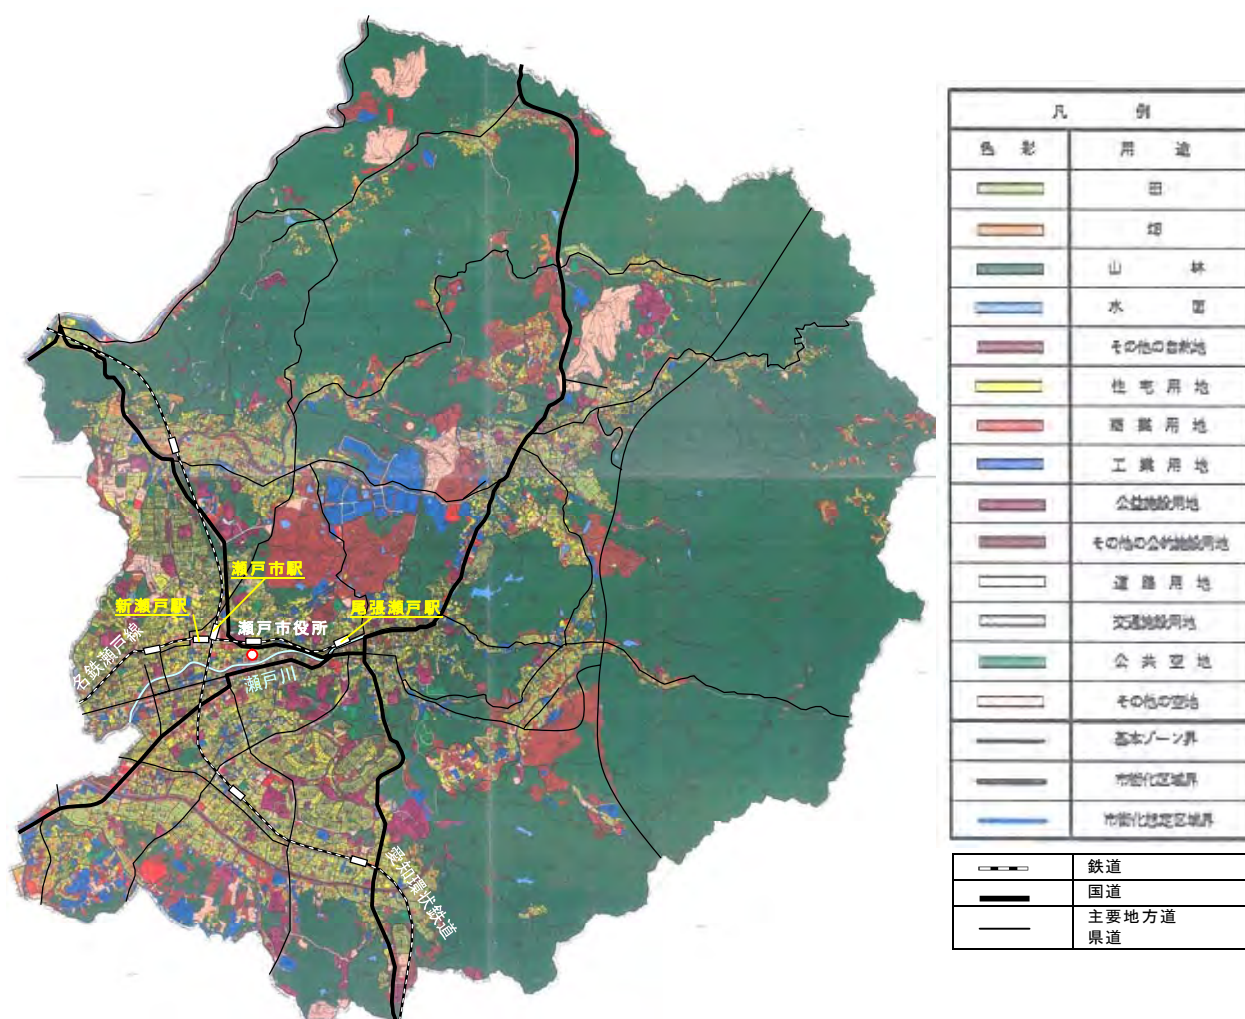 凡 例
色 彩 用 途
田
畑
山 林
水 面
その他の自然地
住 宅 用 地
商 業 用 地
工 業 用 地
公益施設用地
その他の公的施設用地
道 路 用 地
交通施設用地
公 共 空 地
その他の空地
基本ゾーン界
市街化区域界
市街化想定区域界
鉄道
国道
主要地方道
県道
瀬戸市駅
新瀬戸駅
尾張瀬戸駅
瀬戸市役所
名鉄瀬戸線
瀬戸川
愛知環状鉄道